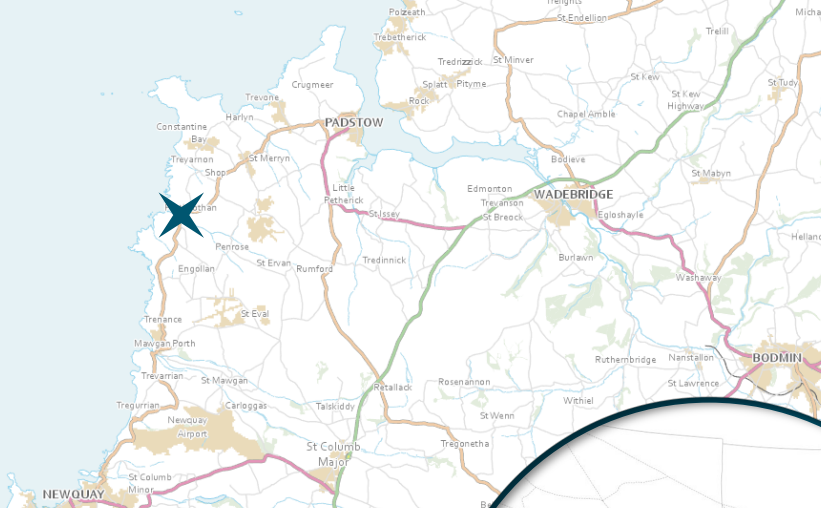 Polzeath
St Endellion
Trebetherick
Trelill
Tredrizzick
St Minver
Crugmeer
Splatt
Pityme
St Kew
St Tudy
Trevone
Rock
St Kew
Highway
Harlyn
PADSTOW
Chapel Amble
Constantine
Bay
Treyarnon
St Merryn
Bodieve
Shop
St Mabyn
Little
Petherick
Edmonton
WADEBRIDGE
Trevanson
St Issey
St Breock
Egloshayle
Penrose
Burlawn
St Ervan
Tredinnick
Engollan
Rumford
Washaway
St Eval
Trenance
Mawgan Porth
Ruthernbridge
Nanstallon
BODMIN
Trevarrian
St Mawgan
Retallack
Rosenannon
St Lawrence
Withiel
Tregurrian
Carloggas
Talskiddy
St Wenn
Newquay
Airport
Tregonetha
St Columb
Major
St Columb
Minor
NEWQUAY